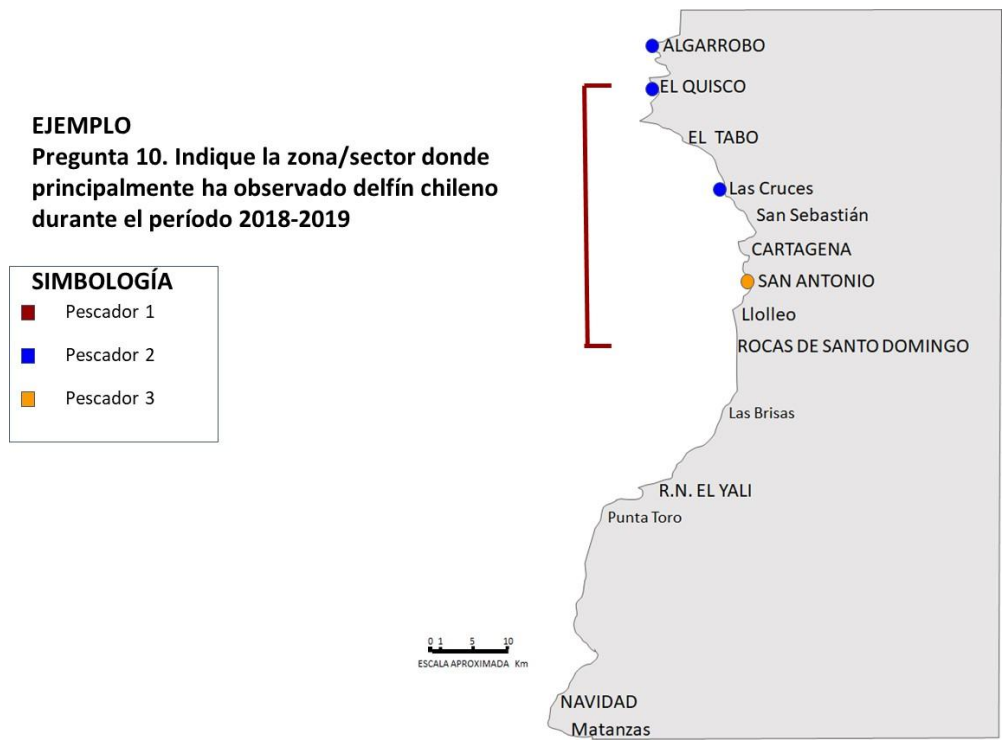 EJEMPLO
Pregunta 10. Indique la zona/sector donde
principalmente ha observado delfín chileno
durante el período 2018-2019
SIMBOLOGÍA
Pescador 1
Pescador 2
Pescador 3
ALGARROBO
EL QUISCO
EL TABO
Las Cruces
San Sebastián
CARTAGENA
SAN ANTONIO
Llolleo
ROCAS DE SANTO DOMINGO
Las Brisas
R.N. EL YALI
Punta Toro
0 1 5 10
ESCALA APROXIMADA Km
NAVIDAD
Matanzas